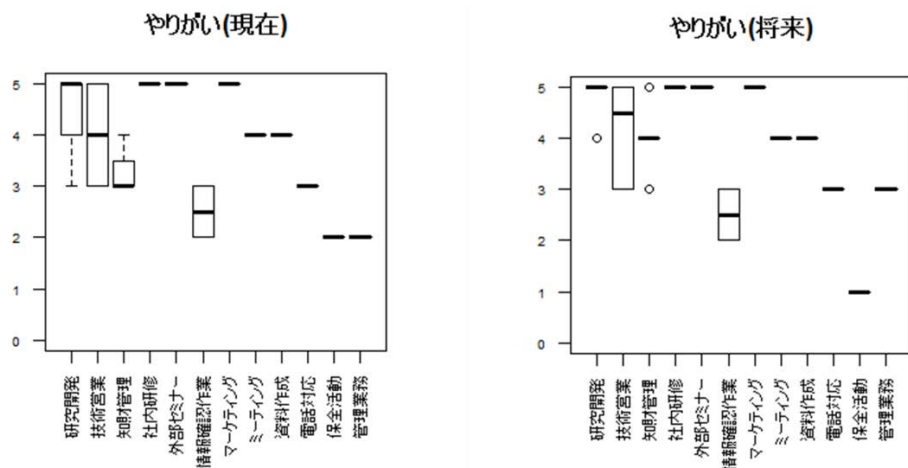 やりがい(現在)
5
4
3
2
1
0
研究開発
技術営業
知財管理
社内研修
外部セミナー
情報確認作業
マーケティング
ミーティング
資料作成
電話対応
保全活動
管理業務
やりがい(将来)
5
4
3
2
1
0
研究開発
技術営業
知財管理
社内研修
外部セミナー
情報確認作業
マーケティング
ミーティング
資料作成
電話対応
保全活動
管理業務